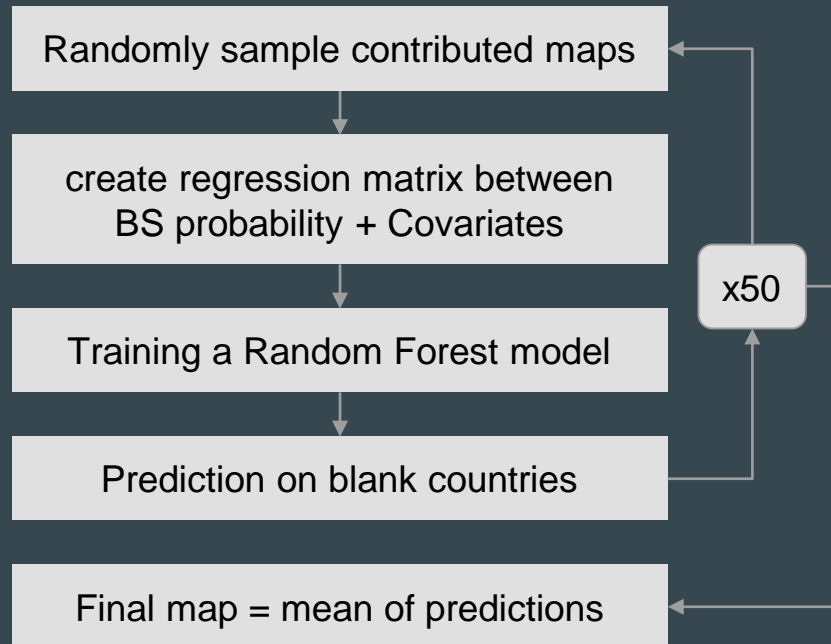 Randomly sample contributed maps
create regression matrix between
BS probability + Covariates
x50
Training a Random Forest model
Prediction on blank countries
Final map = mean of predictions